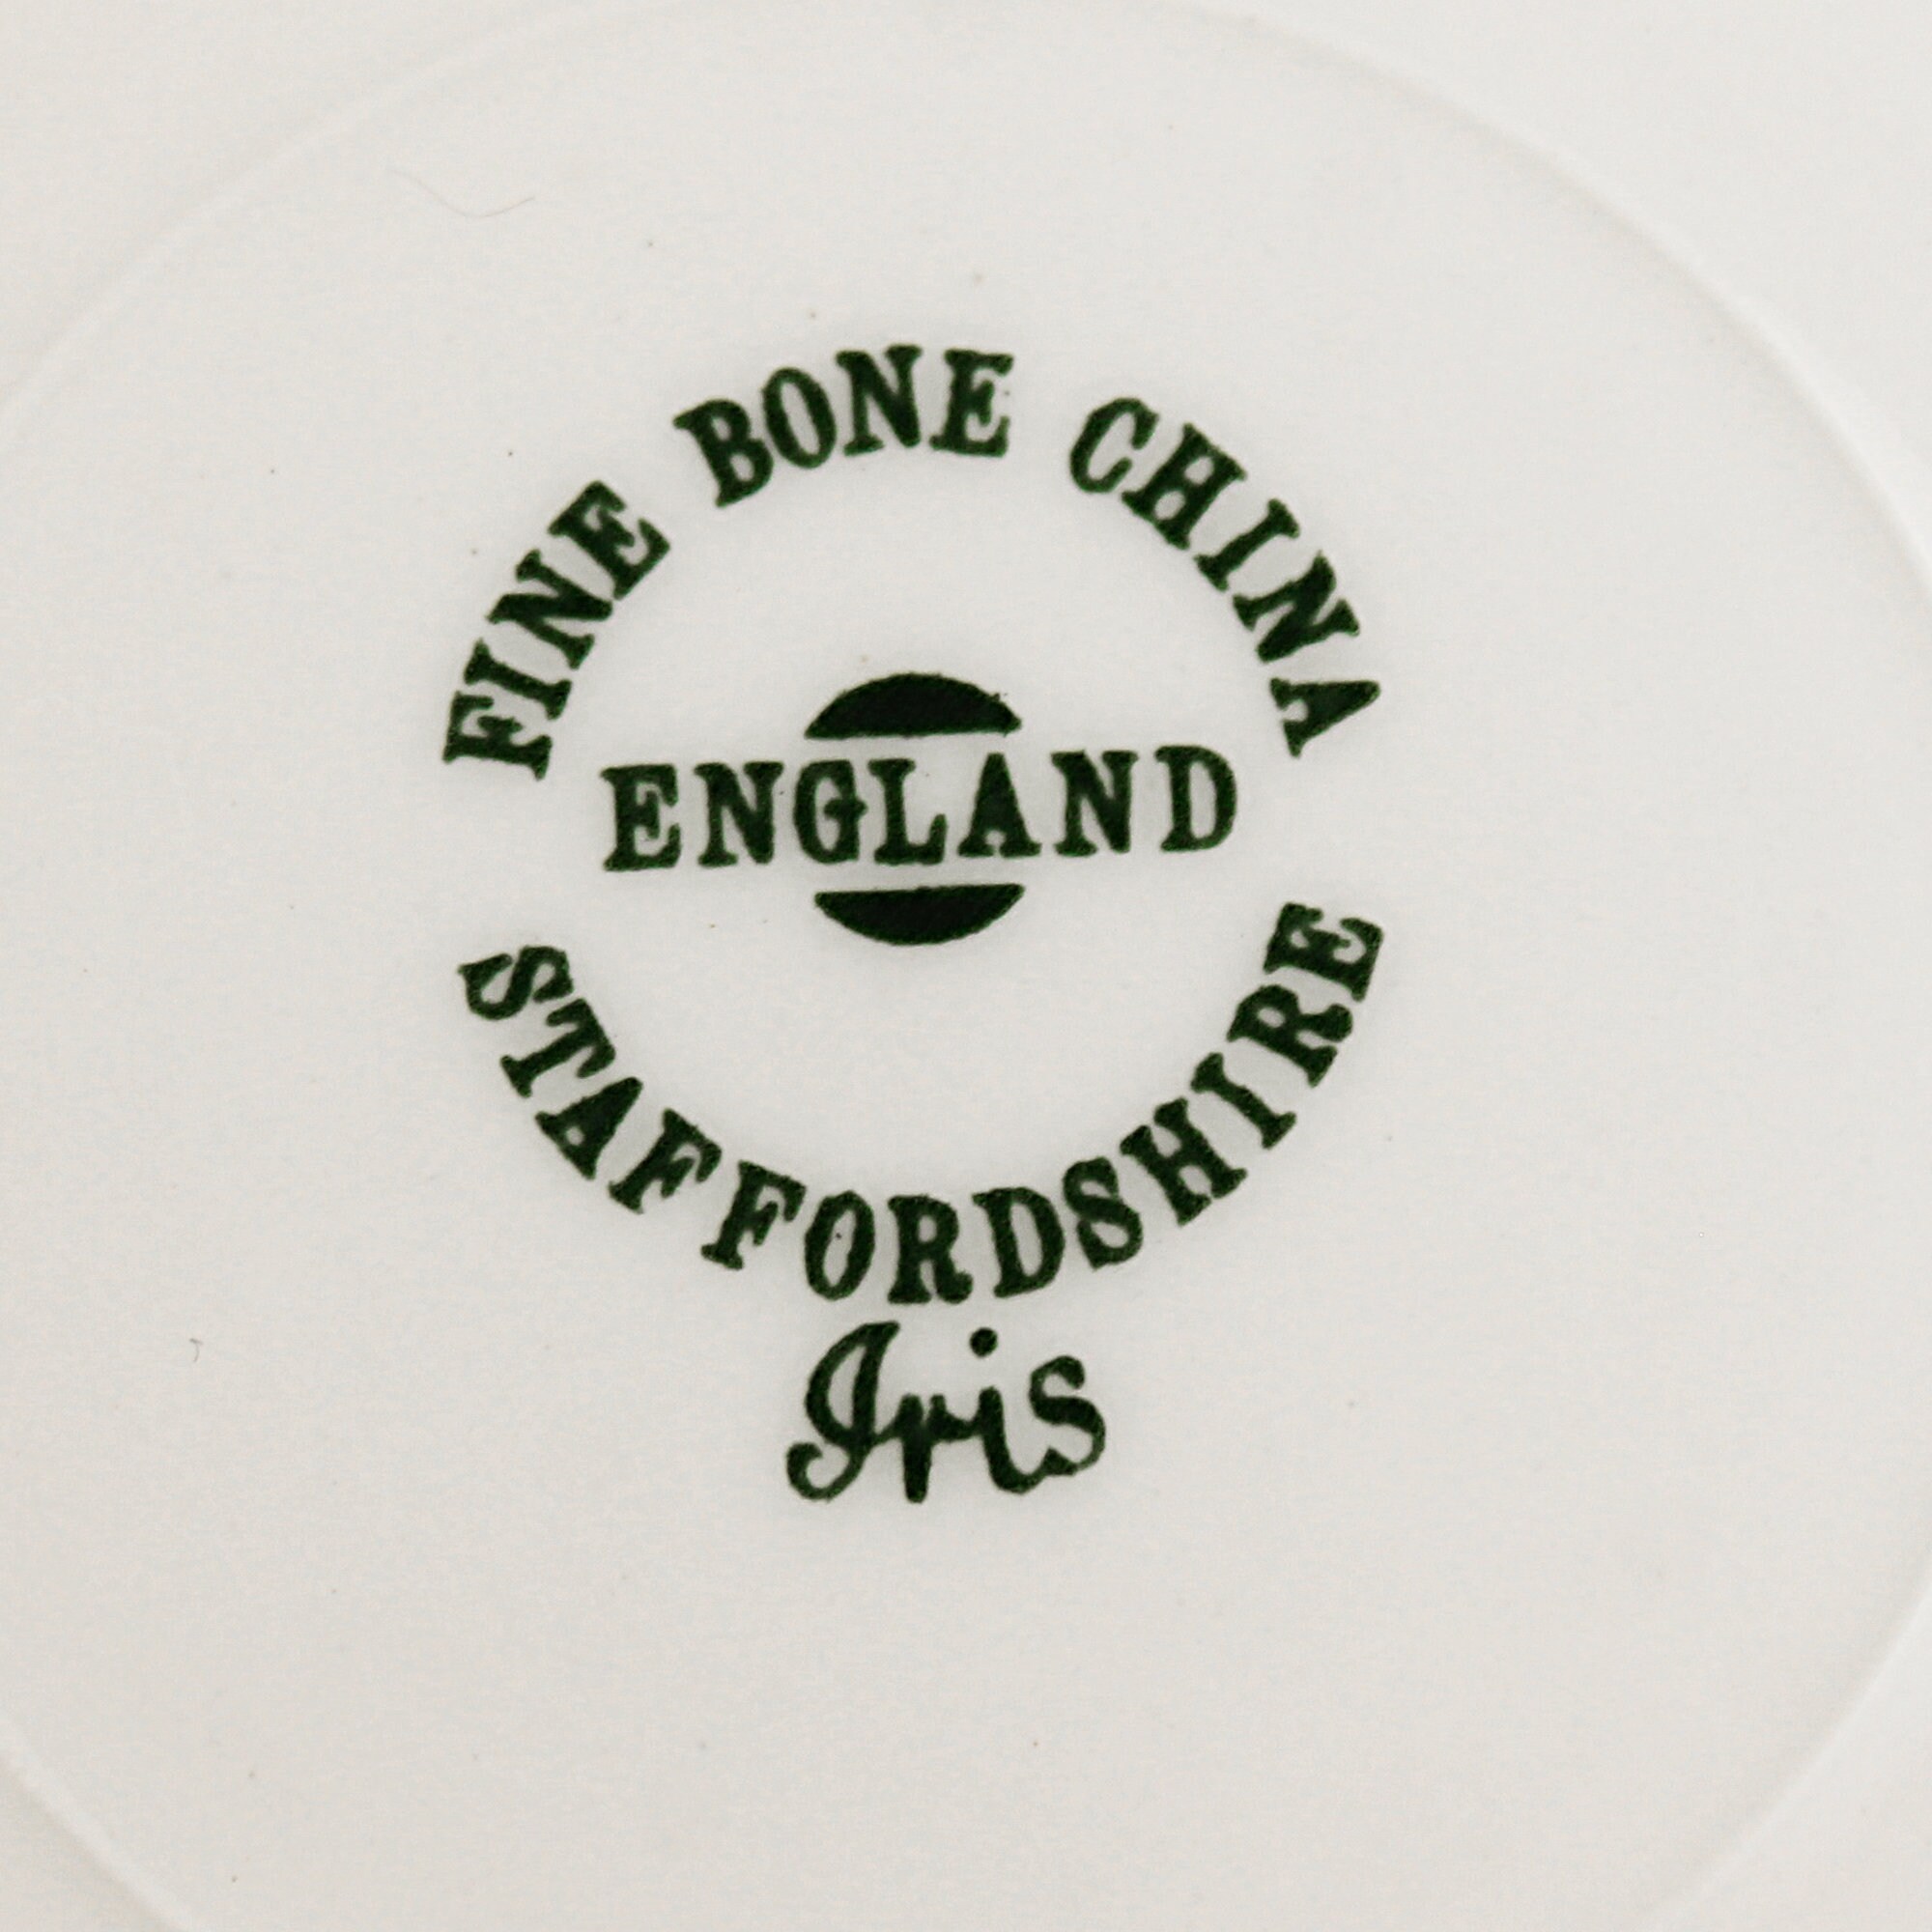 FINE BONE CHINA
ENGLAND
STAFFORDSHIRE
Iris